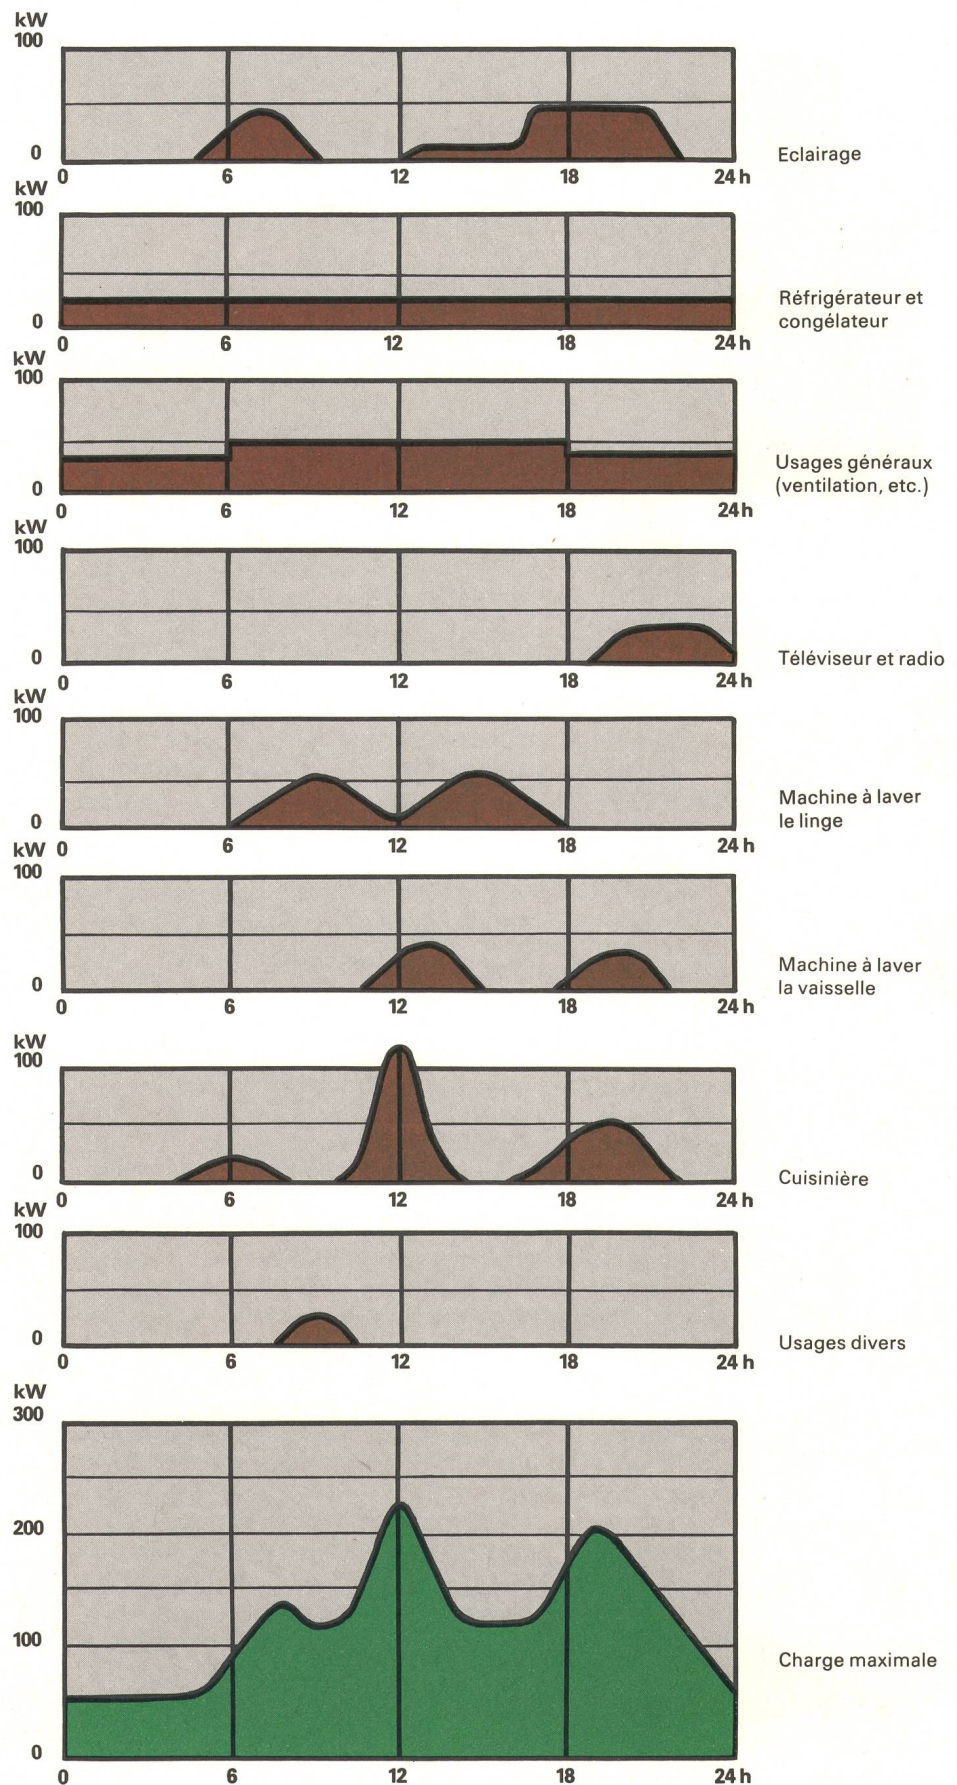 kW
100
0
0 6 12 18 24 h
Eclairage
kW
100
0
0 6 12 18 24 h
Réfrigérateur et
congélateur
kW
100
0
0 6 12 18 24 h
Usages généraux
(ventilation, etc.)
kW
100
0
0 6 12 18 24 h
Téléviseur et radio
kW
100
0
0 6 12 18 24 h
Machine à laver
le linge
kW
100
0
0 6 12 18 24 h
Machine à laver
la vaisselle
kW
100
0
0 6 12 18 24 h
Cuisinière
kW
100
0
0 6 12 18 24 h
Usages divers
kW
300
200
100
0
0 6 12 18 24 h
Charge maximale